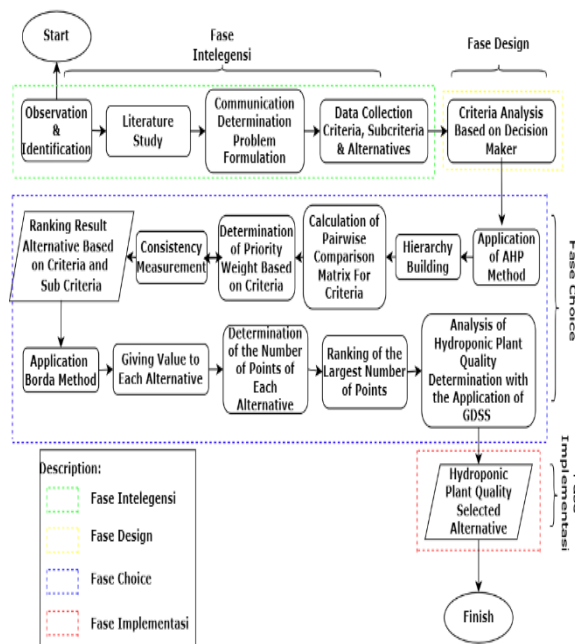 Start
Fase
Intelegensi
Fase Design
Observation
&
Identification
Literature
Study
Communication
Determination
Problem
Formulation
Data Collection
Criteria, Subcriteria
& Alternatives
Criteria Analysis
Based on Decision
Maker
Ranking Result
Alternative Based
on Criteria and
Sub Criteria
Consistency
Measurement
Determination
of Priority
Weight Based
on Criteria
Calculation of
Pairwise
Comparison
Matrix For
Criteria
Hierarchy
Building
Application
of AHP
Method
Fase Choice
Application
Borda Method
Giving Value to
Each Alternative
Determination
of the Number
of Points of
Each
Alternative
Ranking of the
Largest Number
of Points
Analysis of
Hydroponic Plant
Quality
Determination with
the Application of
GDSS
Hydroponic
Plant Quality
Selected
Alternative
Fase
Implementasi
Finish
Description:
Fase Intelegensi
Fase Design
Fase Choice
Fase Implementasi